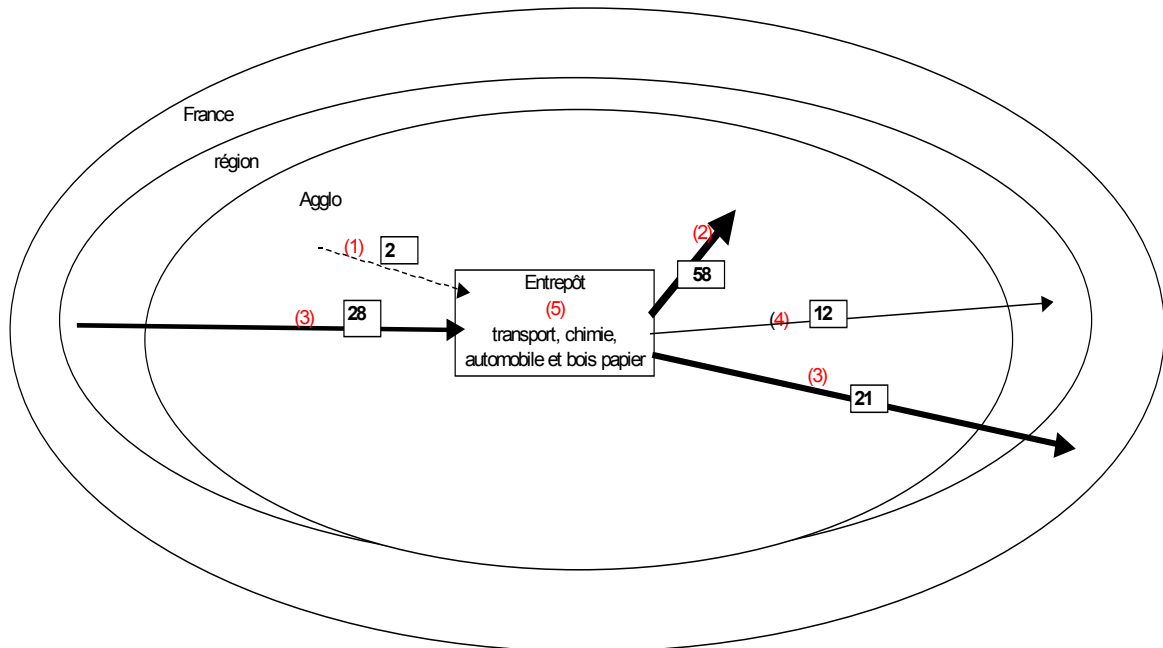 France
région
Agglo
(1) 2
(2)
58
Entrepôt
(5)
transport, chimie,
automobile et bois papier
(3) 28
(4) 12
(3)
21